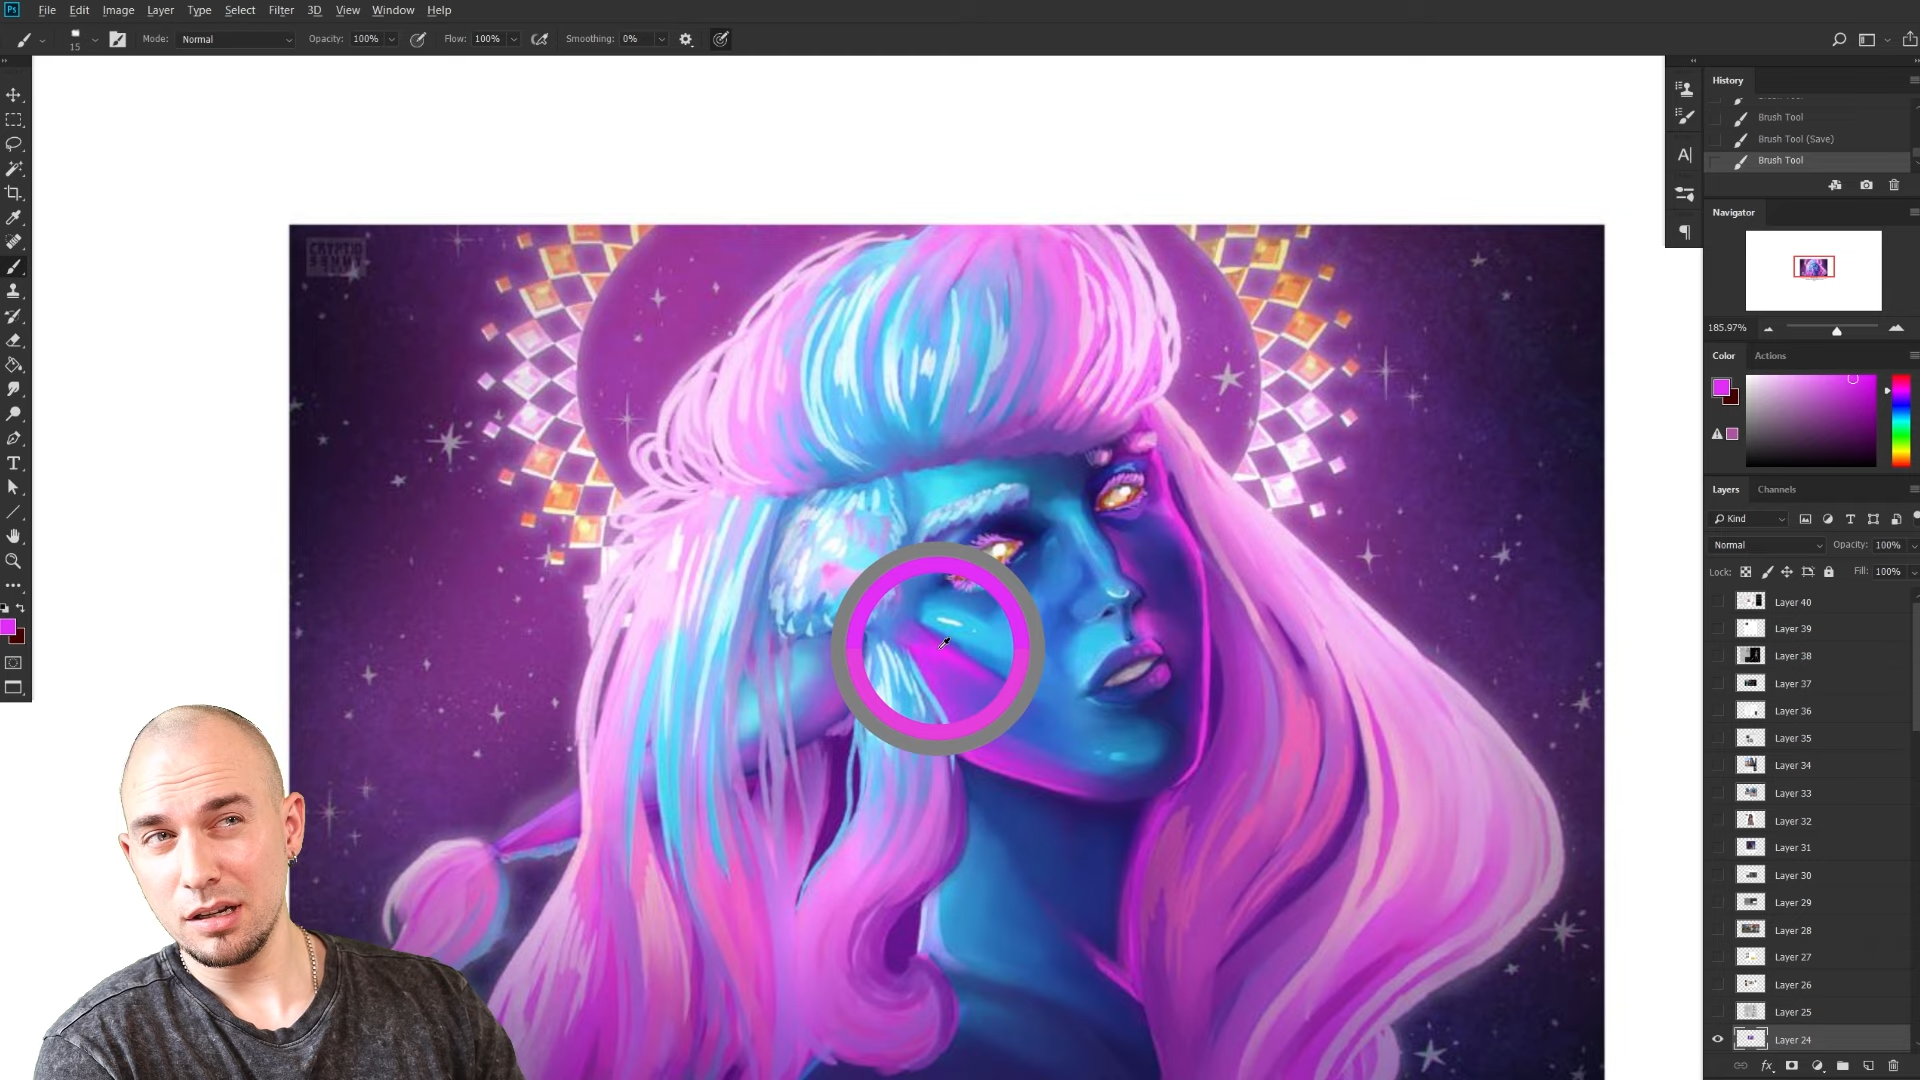 Ps File Edit Image Layer Type Select Filter 3D View Window Help
15 Mode: Normal Opacity: 100% Flow: 100% Smoothing: 0%
History
Brush Tool
Brush Tool (Save)
Brush Tool
Navigator
185.97%
Color Actions
Layers Channels
Kind
Normal Opacity: 100%
Lock: Fill: 100%
Layer 40
Layer 39
Layer 38
Layer 37
Layer 36
Layer 35
Layer 34
Layer 33
Layer 32
Layer 31
Layer 30
Layer 29
Layer 28
Layer 27
Layer 26
Layer 25
Layer 24
fx